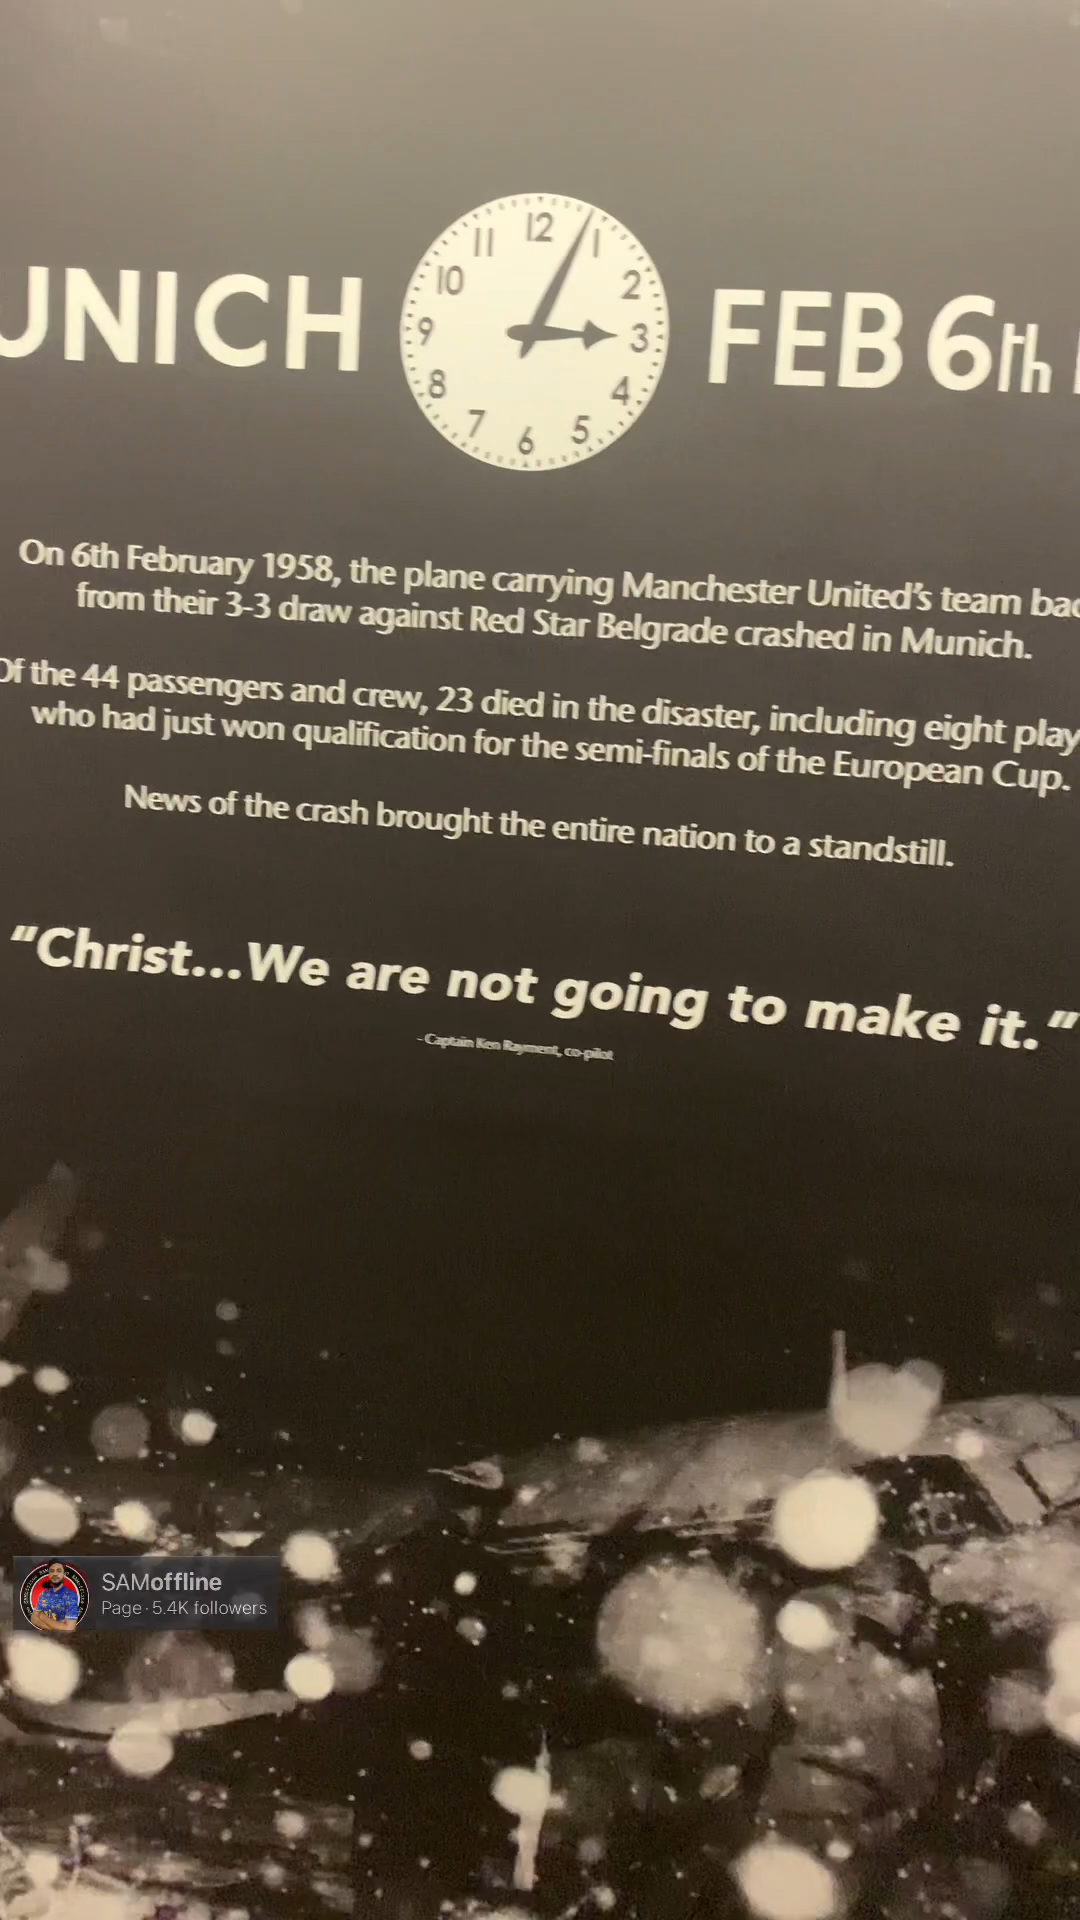 UNICH
12
1
2
3
4
5
6
7
8
9
10
11
FEB 6th
On 6th February 1958, the plane carrying Manchester United's team bac
from their 3-3 draw against Red Star Belgrade crashed in Munich.
Of the 44 passengers and crew, 23 died in the disaster, including eight play
who had just won qualification for the semi-finals of the European Cup.
News of the crash brought the entire nation to a standstill.
"Christ...We are not going to make it."
- Captain Ken Rayment, co-pilot
SAMoffline
Page · 5.4K followers